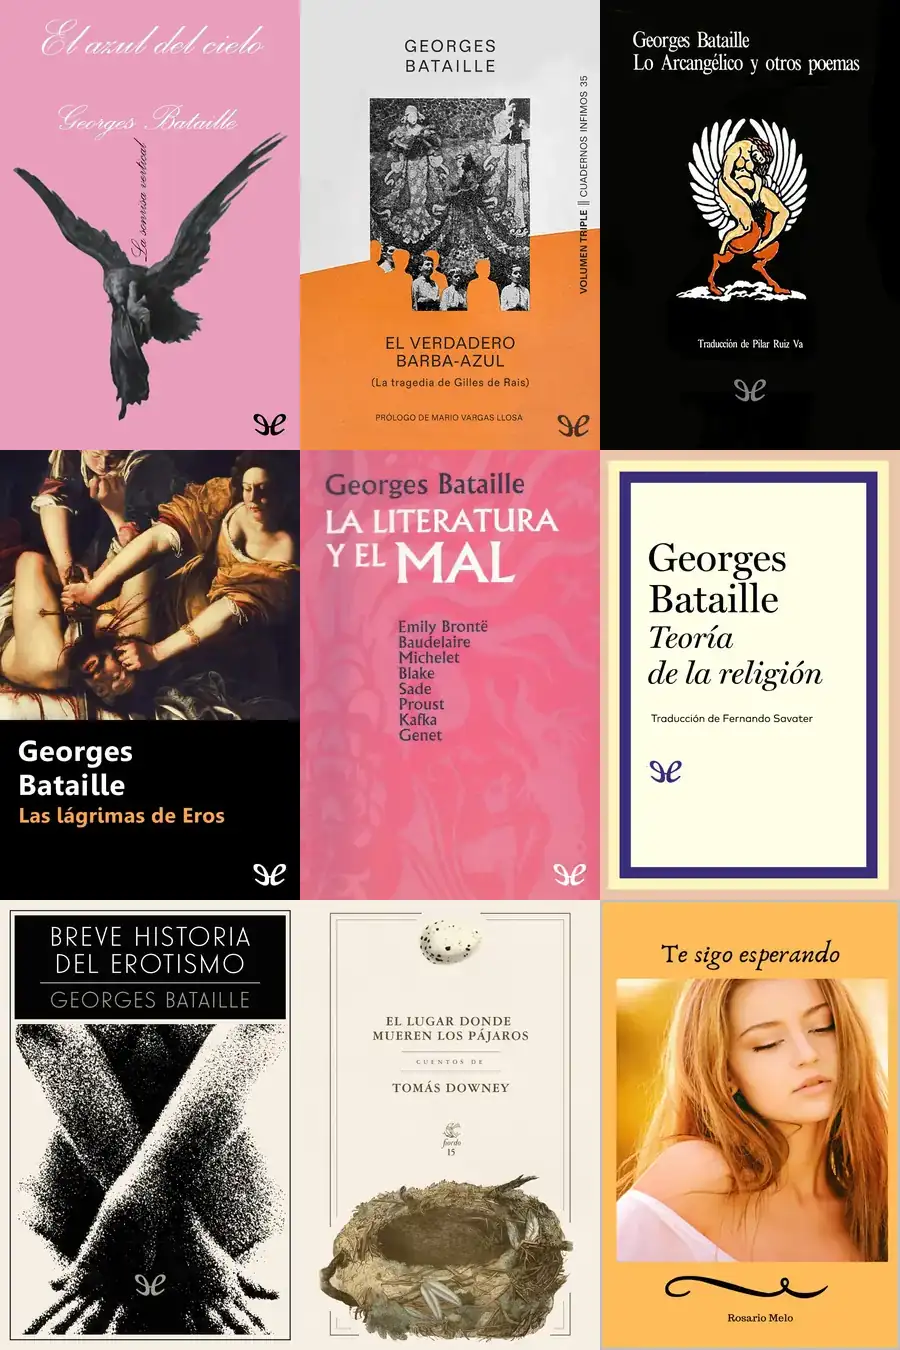 El azul del cielo
Georges Bataille
La sonrisa vertical
GEORGES
BATAILLE
VOLUMEN TRIPLE || CUADERNOS INFIMOS 35
EL VERDADERO
BARBA-AZUL
(La tragedia de Gilles de Rais)
PRÓLOGO DE MARIO VARGAS LLOSA
Georges Bataille
Lo Arcangélico y otros poemas
Traducción de Pilar Ruiz Va
Georges
Bataille
Las lágrimas de Eros
Georges Bataille
LA LITERATURA
Y EL MAL
Emily Brontë
Baudelaire
Michelet
Blake
Sade
Proust
Kafka
Genet
Georges
Bataille
Teoría
de la religión
Traducción de Fernando Savater
BREVE HISTORIA
DEL EROTISMO
GEORGES BATAILLE
EL LUGAR DONDE
MUEREN LOS PÁJAROS
CUENTOS DE
TOMÁS DOWNEY
fiordo
15
Te sigo esperando
Rosario Melo